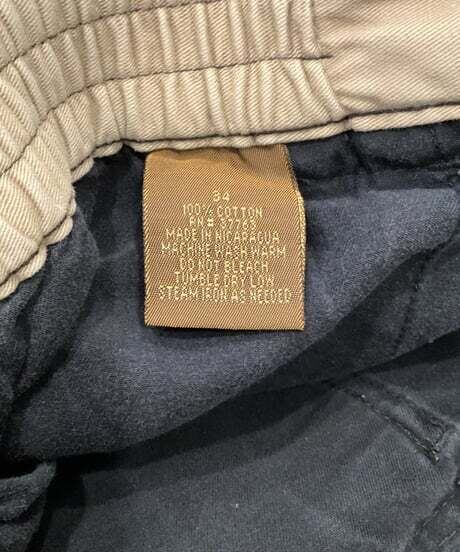 34
100% COTTON
RN#
MADE IN NICARAGUA
MACHINE WASH WARM
DO NOT BLEACH
TUMBLE DRY LOW
STEAM IRON AS NEEDED